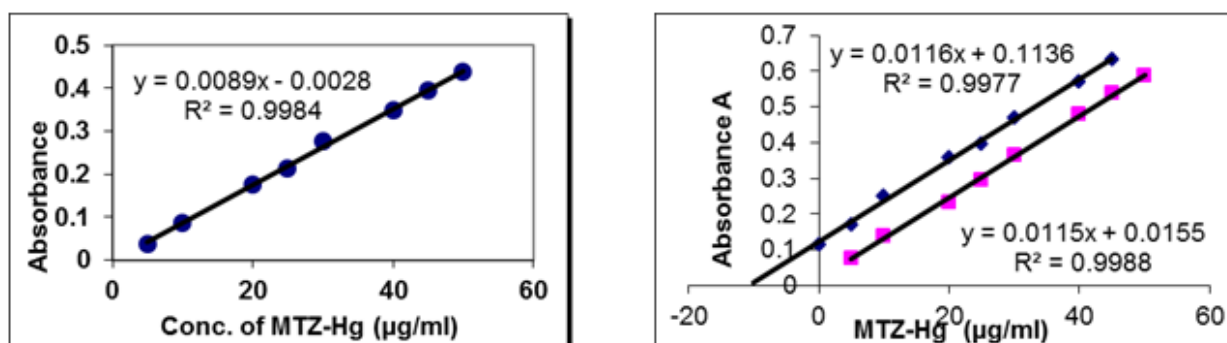 0.5
0.4
0.3
0.2
0.1
0
y = 0.0089x - 0.0028
R² = 0.9984
Absorbance
0
20
40
60
Conc. of MTZ-Hg (µg/ml)
0.7
0.6
0.5
0.4
0.3
0.2
0.1
0
y = 0.0116x + 0.1136
R² = 0.9977
Absorbance A
y = 0.0115x + 0.0155
R² = 0.9988
-20
0
20
40
60
MTZ-Hg (µg/ml)